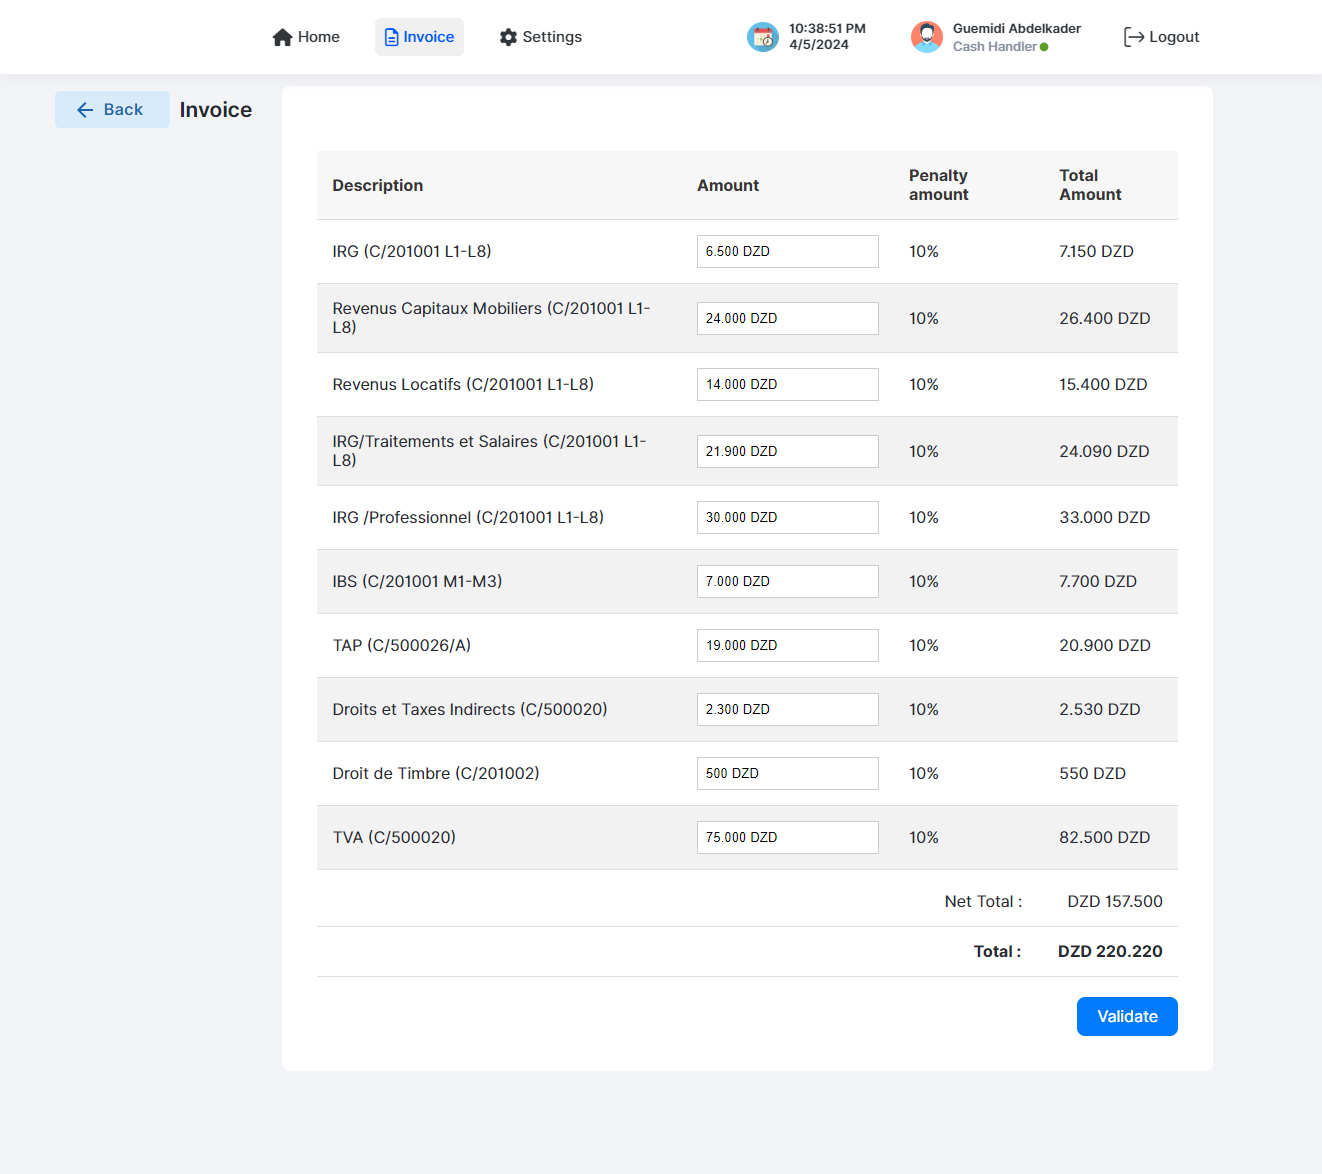 Home
Invoice
Settings
10:38:51 PM
4/5/2024
Guemidi Abdelkader
Cash Handler
Logout
Back
Invoice
Description Amount Penalty amount Total Amount
IRG (C/201001 L1-L8) 6.500 DZD 10% 7.150 DZD
Revenus Capitaux Mobiliers (C/201001 L1-
L8) 24.000 DZD 10% 26.400 DZD
Revenus Locatifs (C/201001 L1-L8) 14.000 DZD 10% 15.400 DZD
IRG/Traitements et Salaires (C/201001 L1-
L8) 21.900 DZD 10% 24.090 DZD
IRG /Professionnel (C/201001 L1-L8) 30.000 DZD 10% 33.000 DZD
IBS (C/201001 M1-M3) 7.000 DZD 10% 7.700 DZD
TAP (C/500026/A) 19.000 DZD 10% 20.900 DZD
Droits et Taxes Indirects (C/500020) 2.300 DZD 10% 2.530 DZD
Droit de Timbre (C/201002) 500 DZD 10% 550 DZD
TVA (C/500020) 75.000 DZD 10% 82.500 DZD
Net Total : DZD 157.500
Total : DZD 220.220
Validate